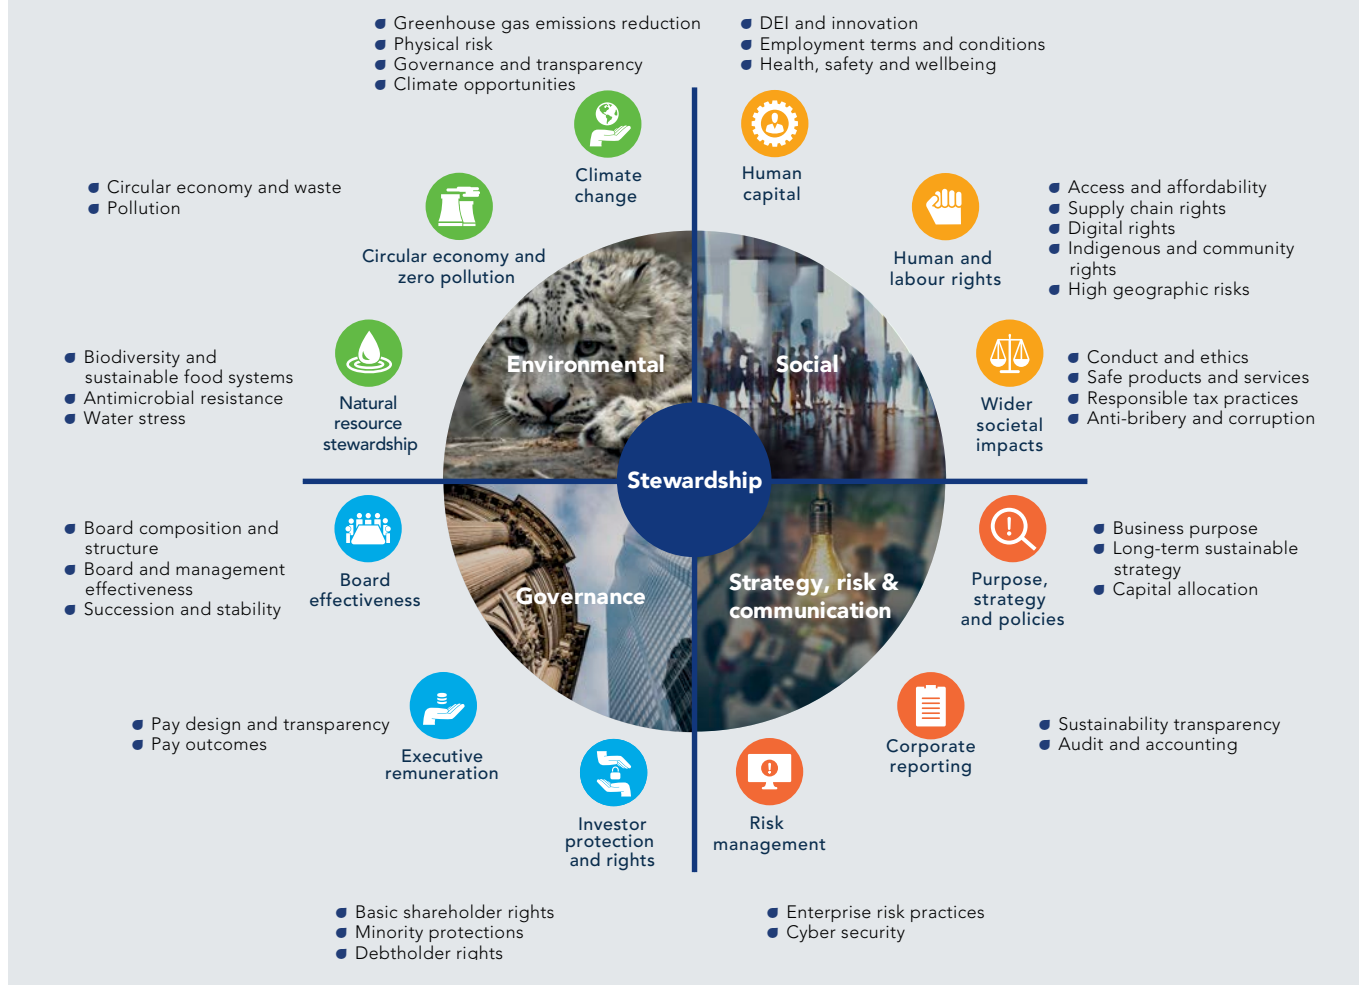 Greenhouse gas emissions reduction
Physical risk
Governance and transparency
Climate opportunities
Climate
change
DEI and innovation
Employment terms and conditions
Health, safety and wellbeing
Human
capital
Circular economy and waste
Pollution
Circular economy and
zero pollution
Human and
labour rights
Access and affordability
Supply chain rights
Digital rights
Indigenous and community
rights
High geographic risks
Biodiversity and
sustainable food systems
Antimicrobial resistance
Water stress
Natural
resource
stewardship
Environmental
Social
Wider
societal
impacts
Conduct and ethics
Safe products and services
Responsible tax practices
Anti-bribery and corruption
Stewardship
Board composition and
structure
Board and management
effectiveness
Succession and stability
Board
effectiveness
Governance
Strategy, risk &
communication
Purpose,
strategy
and policies
Business purpose
Long-term sustainable
strategy
Capital allocation
Pay design and transparency
Pay outcomes
Executive
remuneration
Corporate
reporting
Sustainability transparency
Audit and accounting
Investor
protection
and rights
Risk
management
Basic shareholder rights
Minority protections
Debtholder rights
Enterprise risk practices
Cyber security